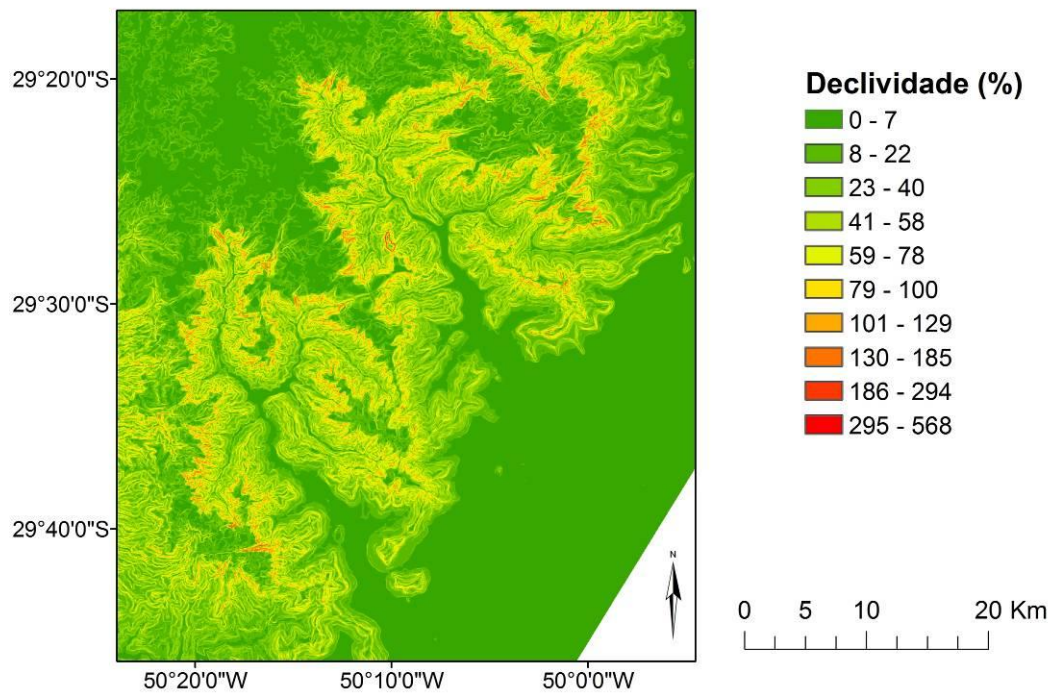 29°20'0"S
29°30'0"S
29°40'0"S
50°20'0"W
50°10'0"W
50°0'0"W
N
Declividade (%)
0 - 7
8 - 22
23 - 40
41 - 58
59 - 78
79 - 100
101 - 129
130 - 185
186 - 294
295 - 568
0 5 10 20 Km